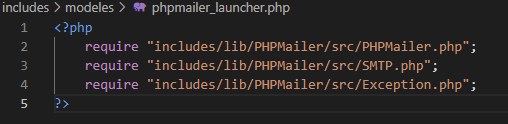 includes > modeles > phpmailer_launcher.php
1 <?php
2 require "includes/lib/PHPMailer/src/PHPMailer.php";
3 require "includes/lib/PHPMailer/src/SMTP.php";
4 require "includes/lib/PHPMailer/src/Exception.php";
5 ?>